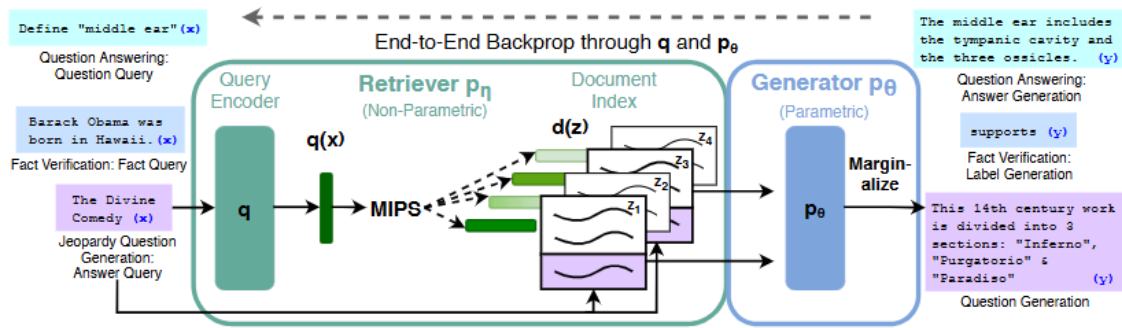 Define "middle ear"(x)
Question Answering:
Question Query
Barack Obama was
born in Hawaii.(x)
Fact Verification: Fact Query
The Divine
Comedy (x)
Jeopardy Question
Generation:
Answer Query
End-to-End Backprop through q and pθ
Query
Encoder
q
q(x)
Retriever pη
(Non-Parametric)
MIPS
Document
Index
d(z)
z4
z3
z2
z1
Generator pθ
(Parametric)
pθ
Margin-
alize
The middle ear includes
the tympanic cavity and
the three ossicles. (y)
Question Answering:
Answer Generation
supports (y)
Fact Verification:
Label Generation
This 14th century work
is divided into 3
sections: "Inferno",
"Purgatorio" &
"Paradiso" (y)
Question Generation